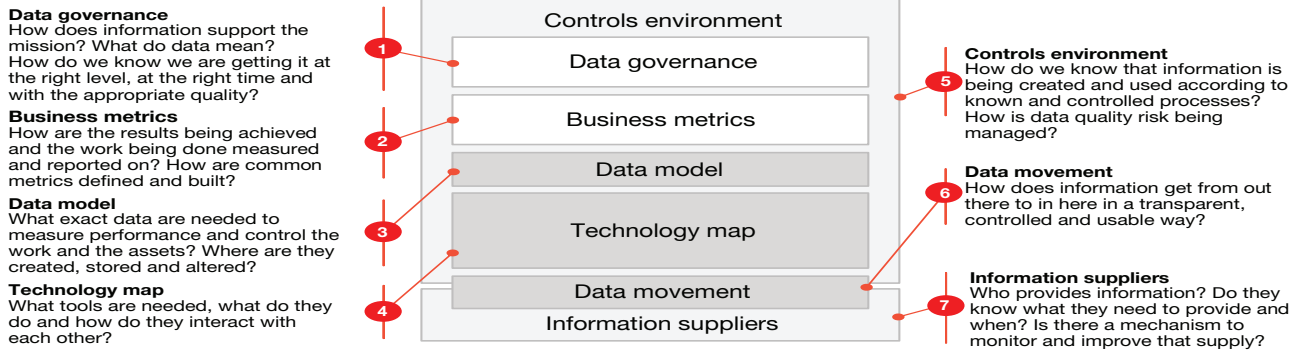 Data governance
How does information support the
mission? What do data mean?
How do we know we are getting it at
the right level, at the right time and
with the appropriate quality?
Business metrics
How are the results being achieved
and the work being done measured
and reported on? How are common
metrics defined and built?
Data model
What exact data are needed to
measure performance and control the
work and the assets? Where are they
created, stored and altered?
Technology map
What tools are needed, what do they
do and how do they interact with
each other?
1
2
3
4
Controls environment
Data governance
Business metrics
Data model
Technology map
Data movement
Information suppliers
5
6
7
Controls environment
How do we know that information is
being created and used according to
known and controlled processes?
How is data quality risk being
managed?
Data movement
How does information get from out
there to in here in a transparent,
controlled and usable way?
Information suppliers
Who provides information? Do they
know what they need to provide and
when? Is there a mechanism to
monitor and improve that supply?